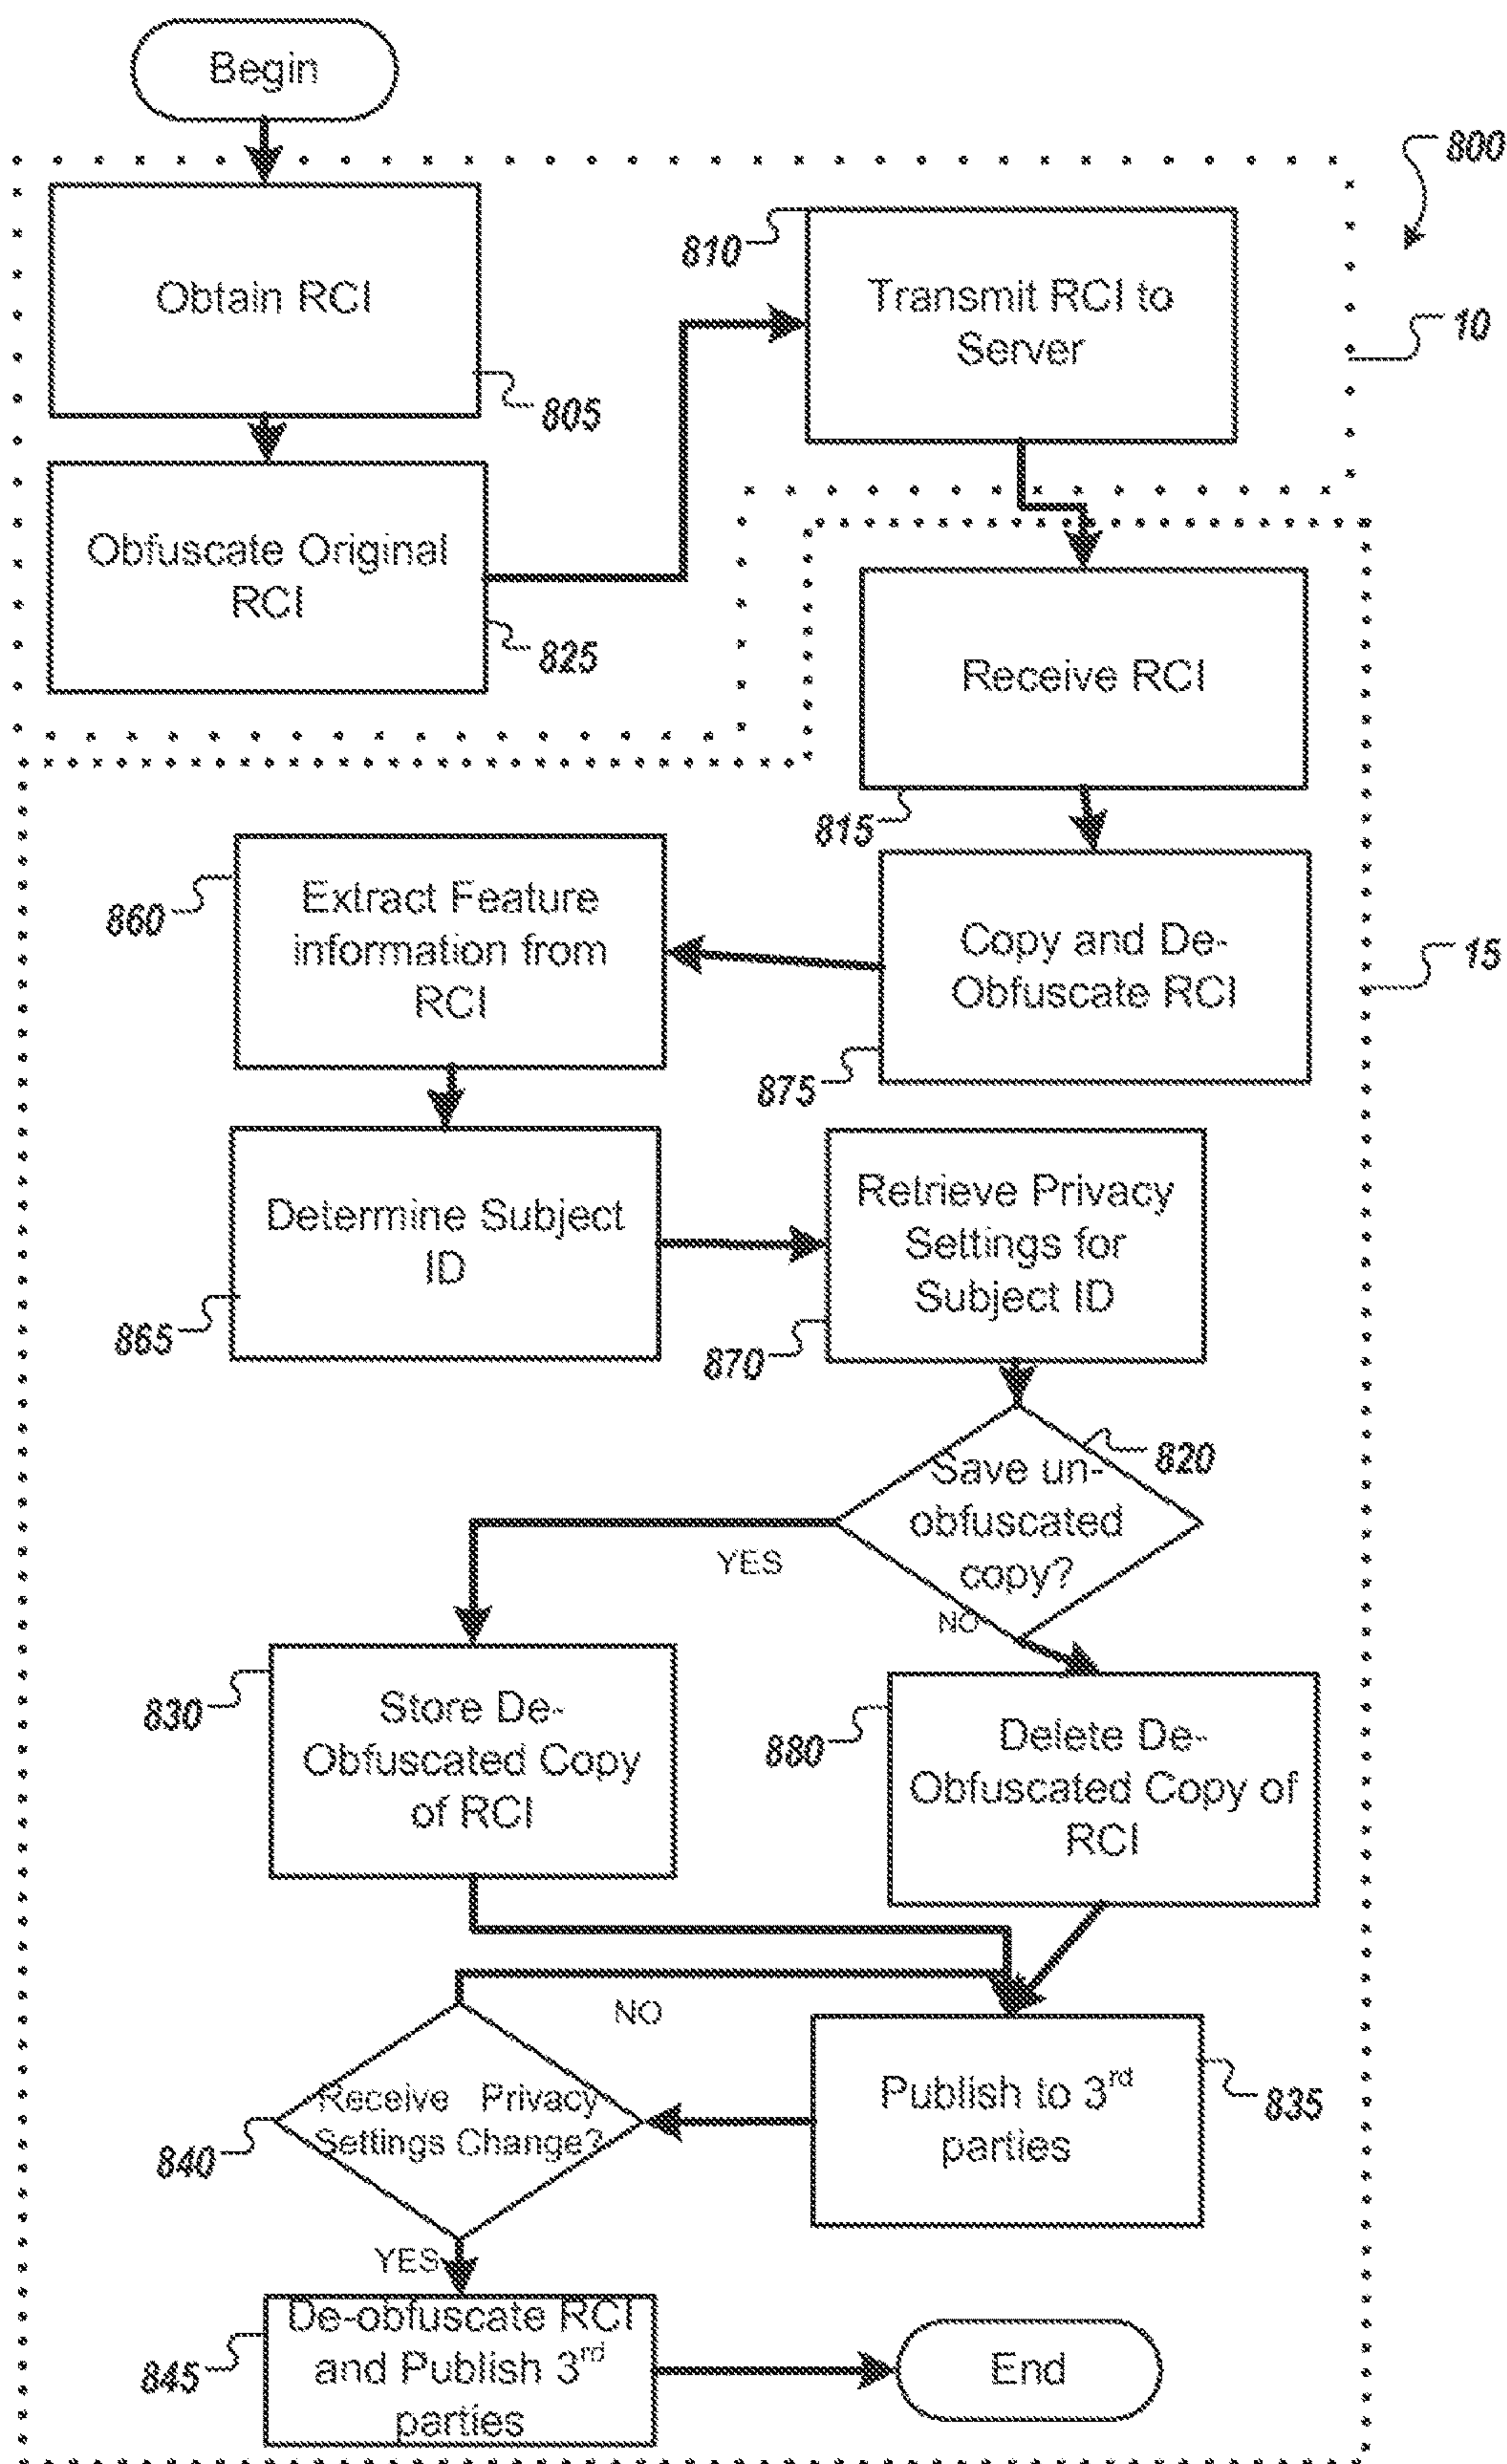 Begin
800
810
Obtain RCI
Transmit RCI to
Server
10
805
Obfuscate Original
RCI
825
Receive RCI
815
860
Extract Feature
information from
RCI
Copy and De-
Obfuscate RCI
15
875
Determine Subject
ID
865
Retrieve Privacy
Settings for
Subject ID
870
820
Save un-
obfuscated
copy?
YES
NO
830
Store De-
Obfuscated Copy
of RCI
880
Delete De-
Obfuscated Copy of
RCI
NO
Receive Privacy
Settings Change?
840
Publish to 3rd
parties
835
YES
De-obfuscate RCI
and Publish 3rd
parties
845
End